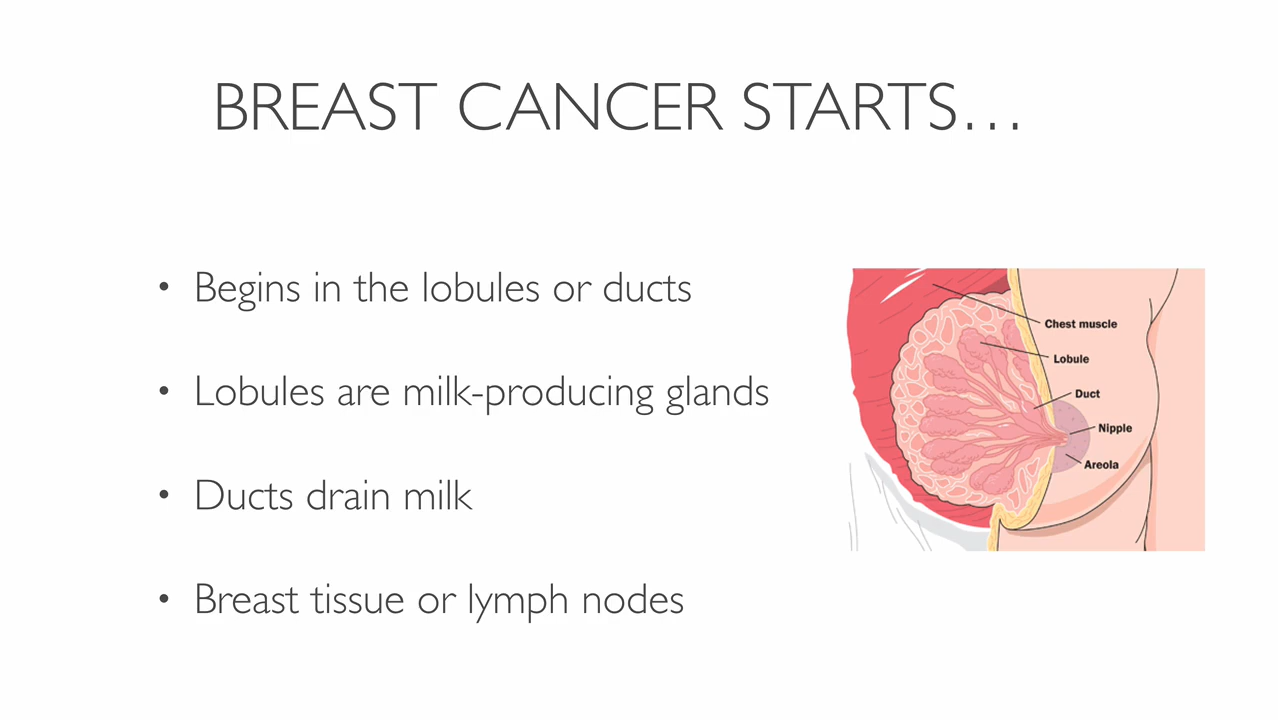 BREAST CANCER STARTS…
• Begins in the lobules or ducts
• Lobules are milk-producing glands
• Ducts drain milk
• Breast tissue or lymph nodes
Chest muscle
Lobule
Duct
Nipple
Areola